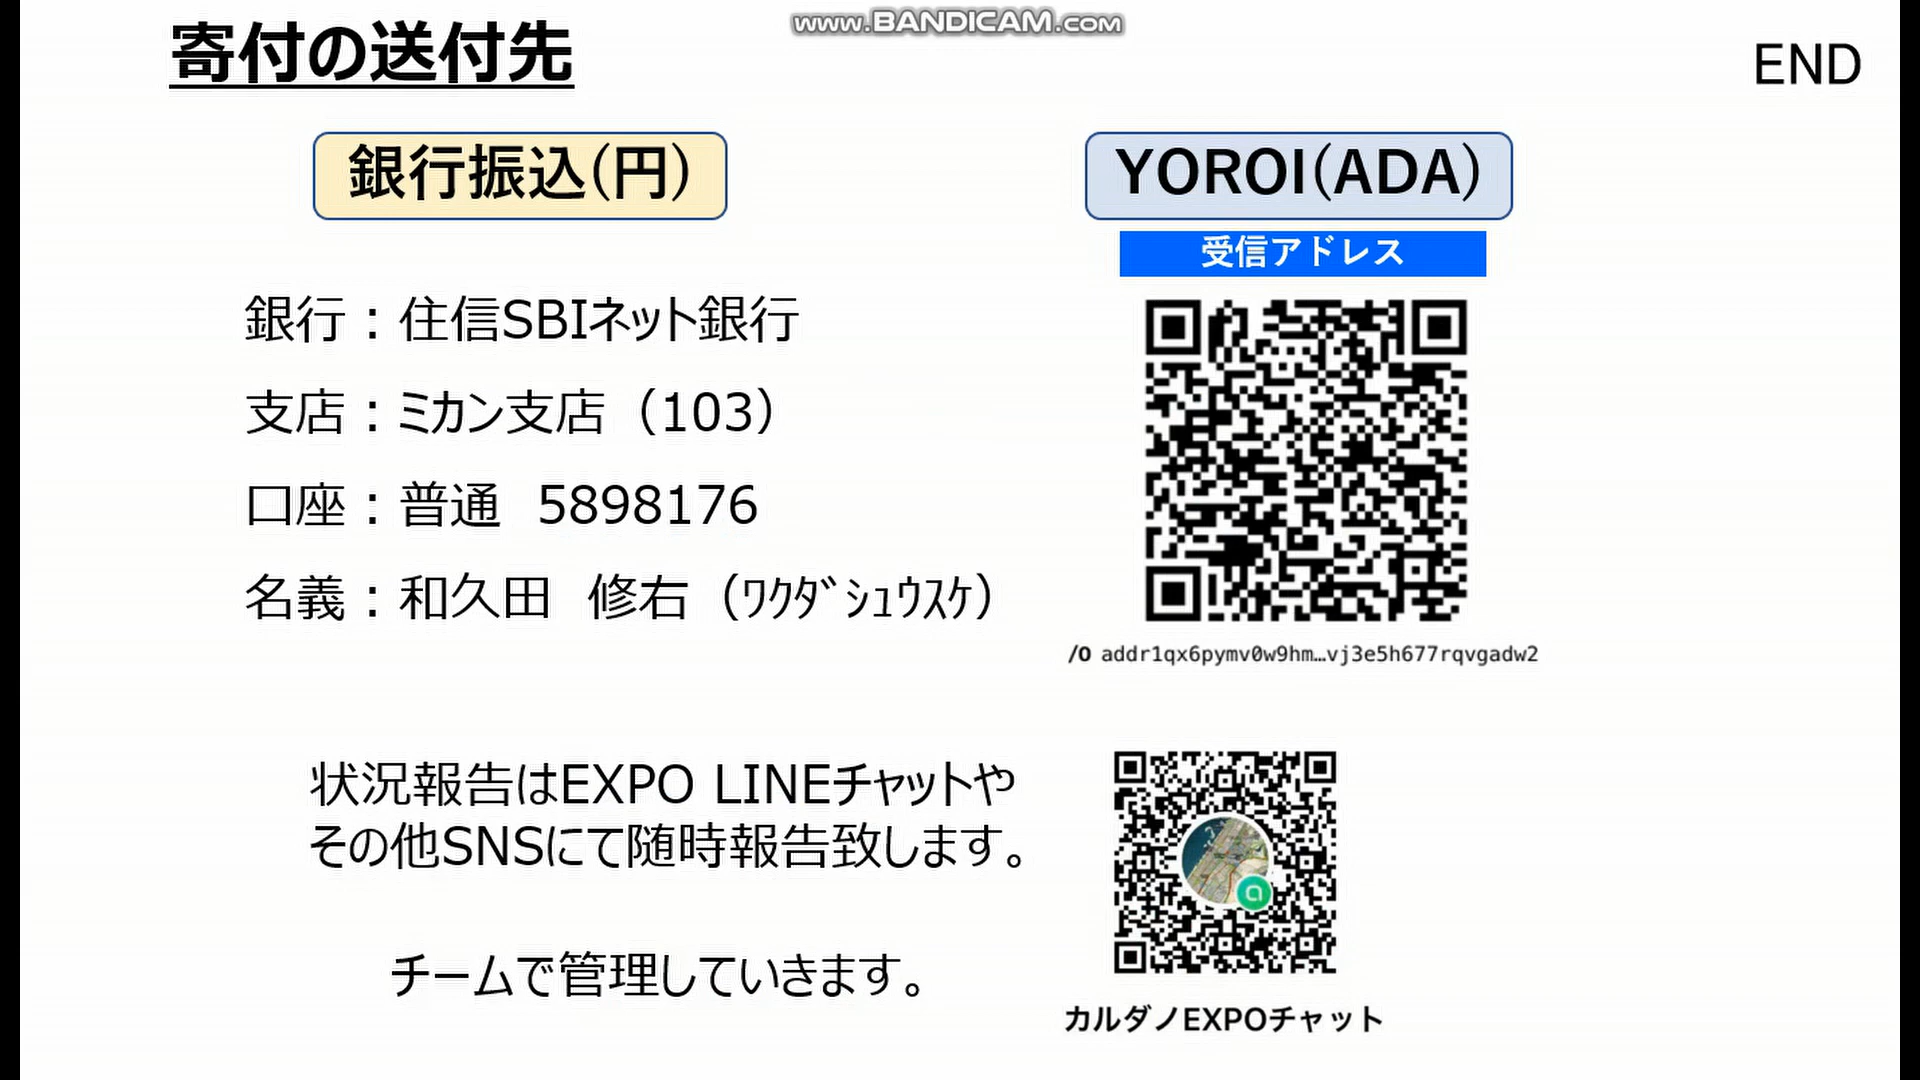 www.BANDICAM.com
寄付の送付先
END
銀行振込(円)
銀行：住信SBIネット銀行
支店：ミカン支店（103）
口座：普通 5898176
名義：和久田 修右（ﾜｸﾀﾞｼｭｳｽｹ）
YOROI(ADA)
受信アドレス
/0 addr1qx6pymv0w9hm…vj3e5h677rqvgadw2
状況報告はEXPO LINEチャットや
その他SNSにて随時報告致します。
チームで管理していきます。
カルダノEXPOチャット